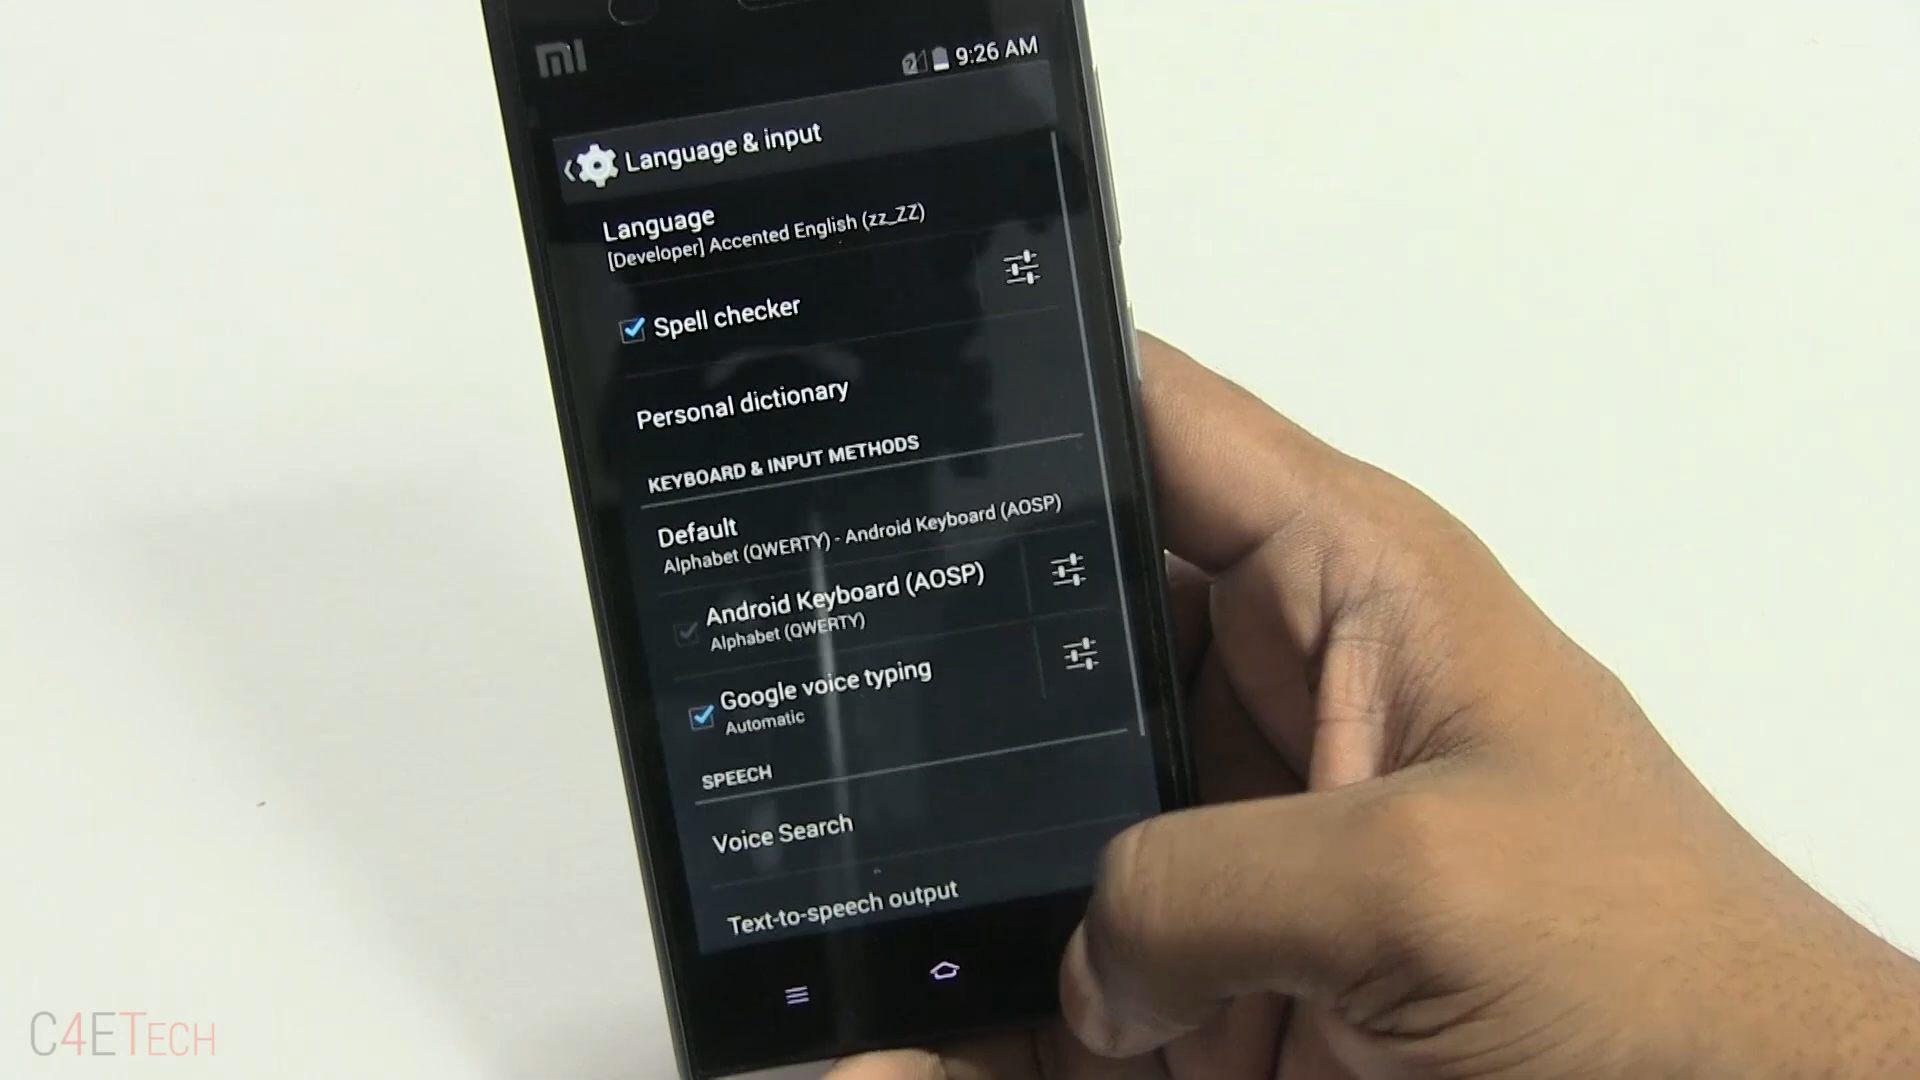 MI
9:26 AM
Language & input
Language
[Developer] Accented English (zz_ZZ)
Spell checker
Personal dictionary
KEYBOARD & INPUT METHODS
Default
Alphabet (QWERTY) - Android Keyboard (AOSP)
Android Keyboard (AOSP)
Alphabet (QWERTY)
Google voice typing
Automatic
SPEECH
Voice Search
Text-to-speech output
C4ETECH